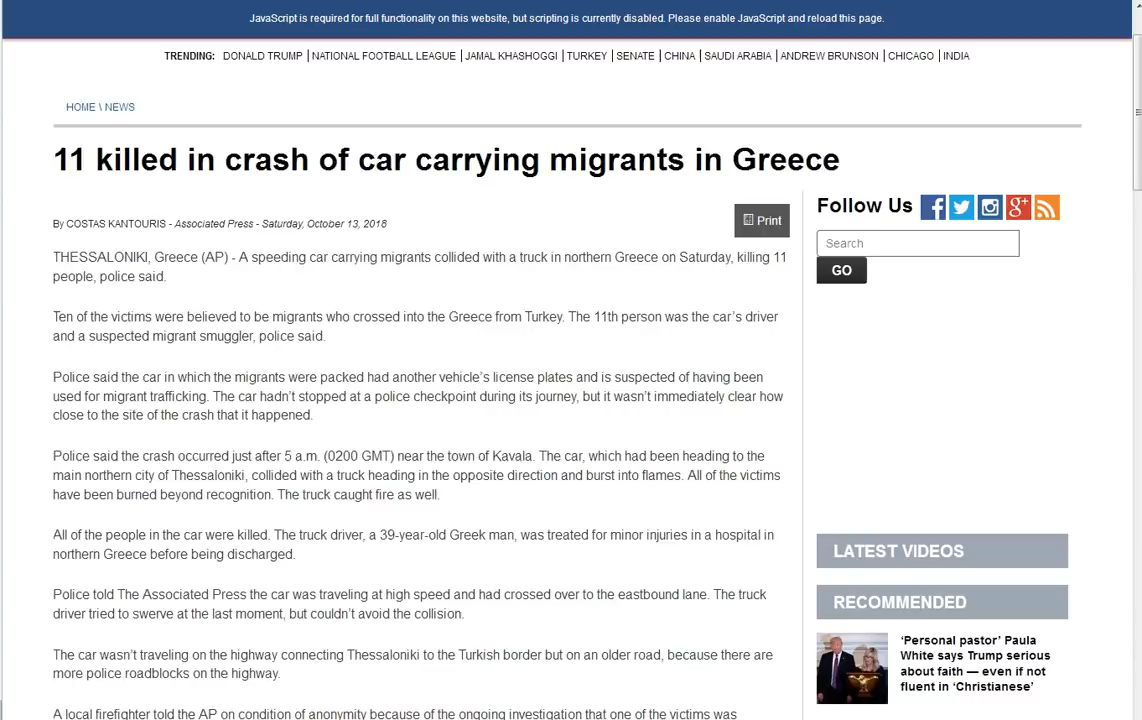 JavaScript is required for full functionality on this website, but scripting is currently disabled. Please enable JavaScript and reload this page.
TRENDING: DONALD TRUMP | NATIONAL FOOTBALL LEAGUE | JAMAL KHASHOGGI | TURKEY | SENATE | CHINA | SAUDI ARABIA | ANDREW BRUNSON | CHICAGO | INDIA
HOME \ NEWS
11 killed in crash of car carrying migrants in Greece
By COSTAS KANTOURIS - Associated Press - Saturday, October 13, 2018
Print
THESSALONIKI, Greece (AP) - A speeding car carrying migrants collided with a truck in northern Greece on Saturday, killing 11
people, police said.
Ten of the victims were believed to be migrants who crossed into the Greece from Turkey. The 11th person was the car’s driver
and a suspected migrant smuggler, police said.
Police said the car in which the migrants were packed had another vehicle’s license plates and is suspected of having been
used for migrant trafficking. The car hadn’t stopped at a police checkpoint during its journey, but it wasn’t immediately clear how
close to the site of the crash that it happened.
Police said the crash occurred just after 5 a.m. (0200 GMT) near the town of Kavala. The car, which had been heading to the
main northern city of Thessaloniki, collided with a truck heading in the opposite direction and burst into flames. All of the victims
have been burned beyond recognition. The truck caught fire as well.
All of the people in the car were killed. The truck driver, a 39-year-old Greek man, was treated for minor injuries in a hospital in
northern Greece before being discharged.
Police told The Associated Press the car was traveling at high speed and had crossed over to the eastbound lane. The truck
driver tried to swerve at the last moment, but couldn’t avoid the collision.
The car wasn’t traveling on the highway connecting Thessaloniki to the Turkish border but on an older road, because there are
more police roadblocks on the highway.
A local firefighter told the AP on condition of anonymity because of the ongoing investigation that one of the victims was
Follow Us
Search
GO
LATEST VIDEOS
RECOMMENDED
‘Personal pastor’ Paula
White says Trump serious
about faith — even if not
fluent in ‘Christianese’